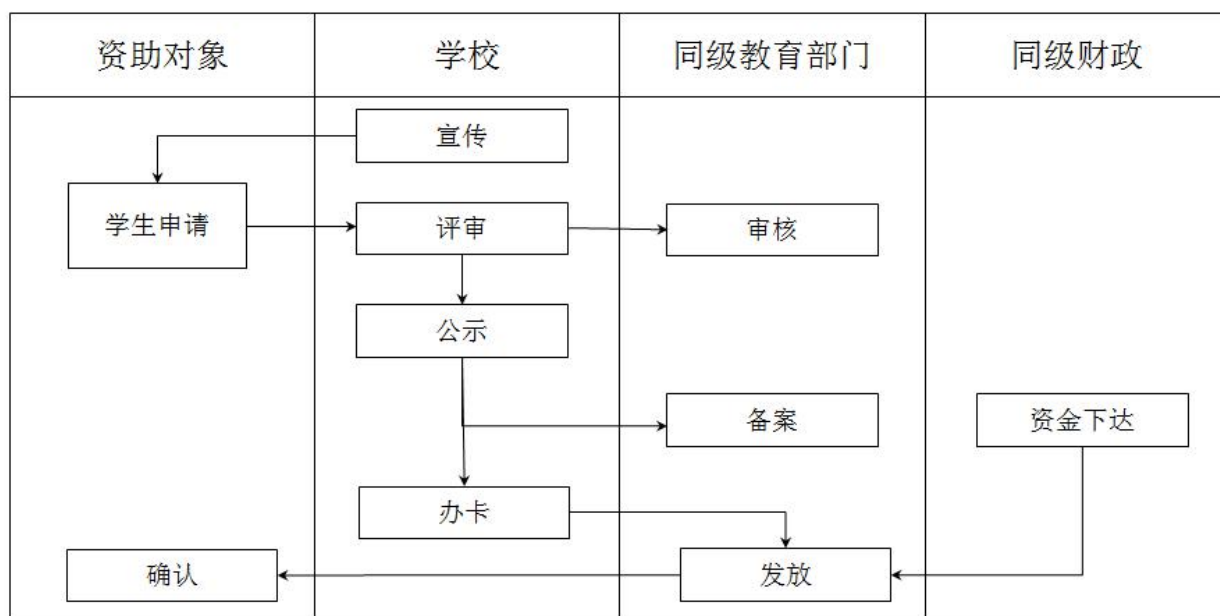 资助对象
学校
同级教育部门
同级财政
宣传
学生申请
评审
审核
公示
备案
资金下达
办卡
确认
发放